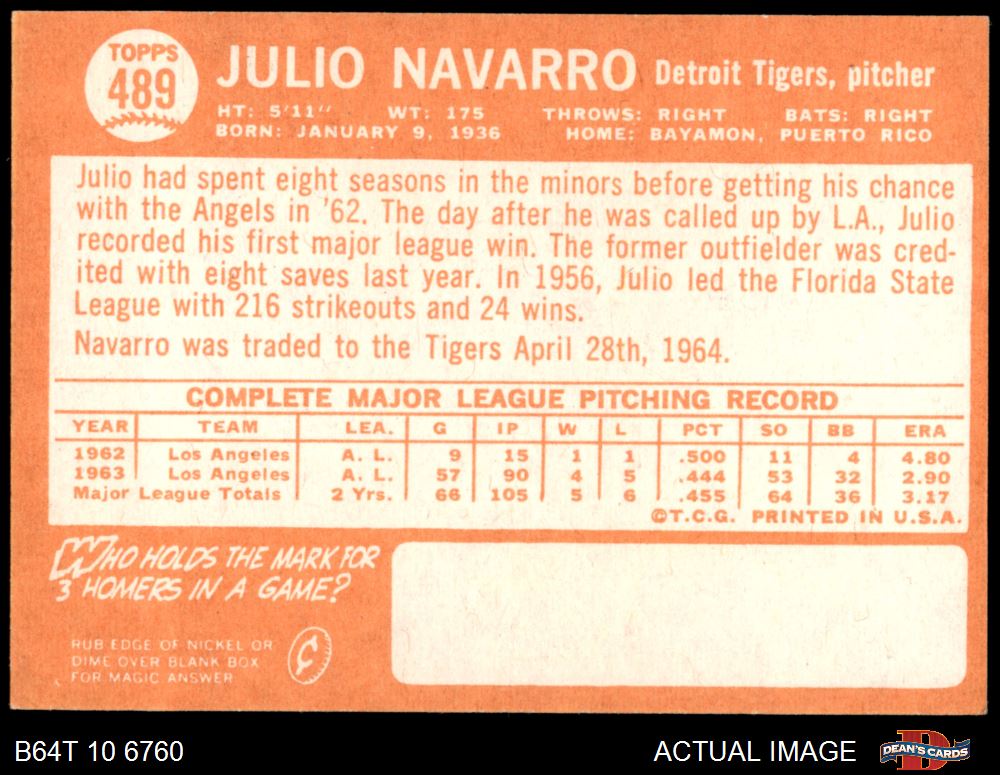 TOPPS
489
JULIO NAVARRO Detroit Tigers, pitcher
HT: 5'11" WT: 175 THROWS: RIGHT BATS: RIGHT
BORN: JANUARY 9, 1936 HOME: BAYAMON, PUERTO RICO
Julio had spent eight seasons in the minors before getting his chance
with the Angels in '62. The day after he was called up by L.A., Julio
recorded his first major league win. The former outfielder was cred-
ited with eight saves last year. In 1956, Julio led the Florida State
League with 216 strikeouts and 24 wins.
Navarro was traded to the Tigers April 28th, 1964.
COMPLETE MAJOR LEAGUE PITCHING RECORD
YEAR TEAM LEA. G IP W L PCT SO BB ERA
1962 Los Angeles A. L. 9 15 1 1 .500 11 4 4.80
1963 Los Angeles A. L. 57 90 4 5 .444 53 32 2.90
Major League Totals 2 Yrs. 66 105 5 6 .455 64 36 3.17
©T.C.G. PRINTED IN U.S.A.
WHO HOLDS THE MARK FOR
3 HOMERS IN A GAME?
RUB EDGE OF NICKEL OR
DIME OVER BLANK BOX
FOR MAGIC ANSWER
¢
B64T 10 6760
ACTUAL IMAGE
D
DEAN'S CARDS